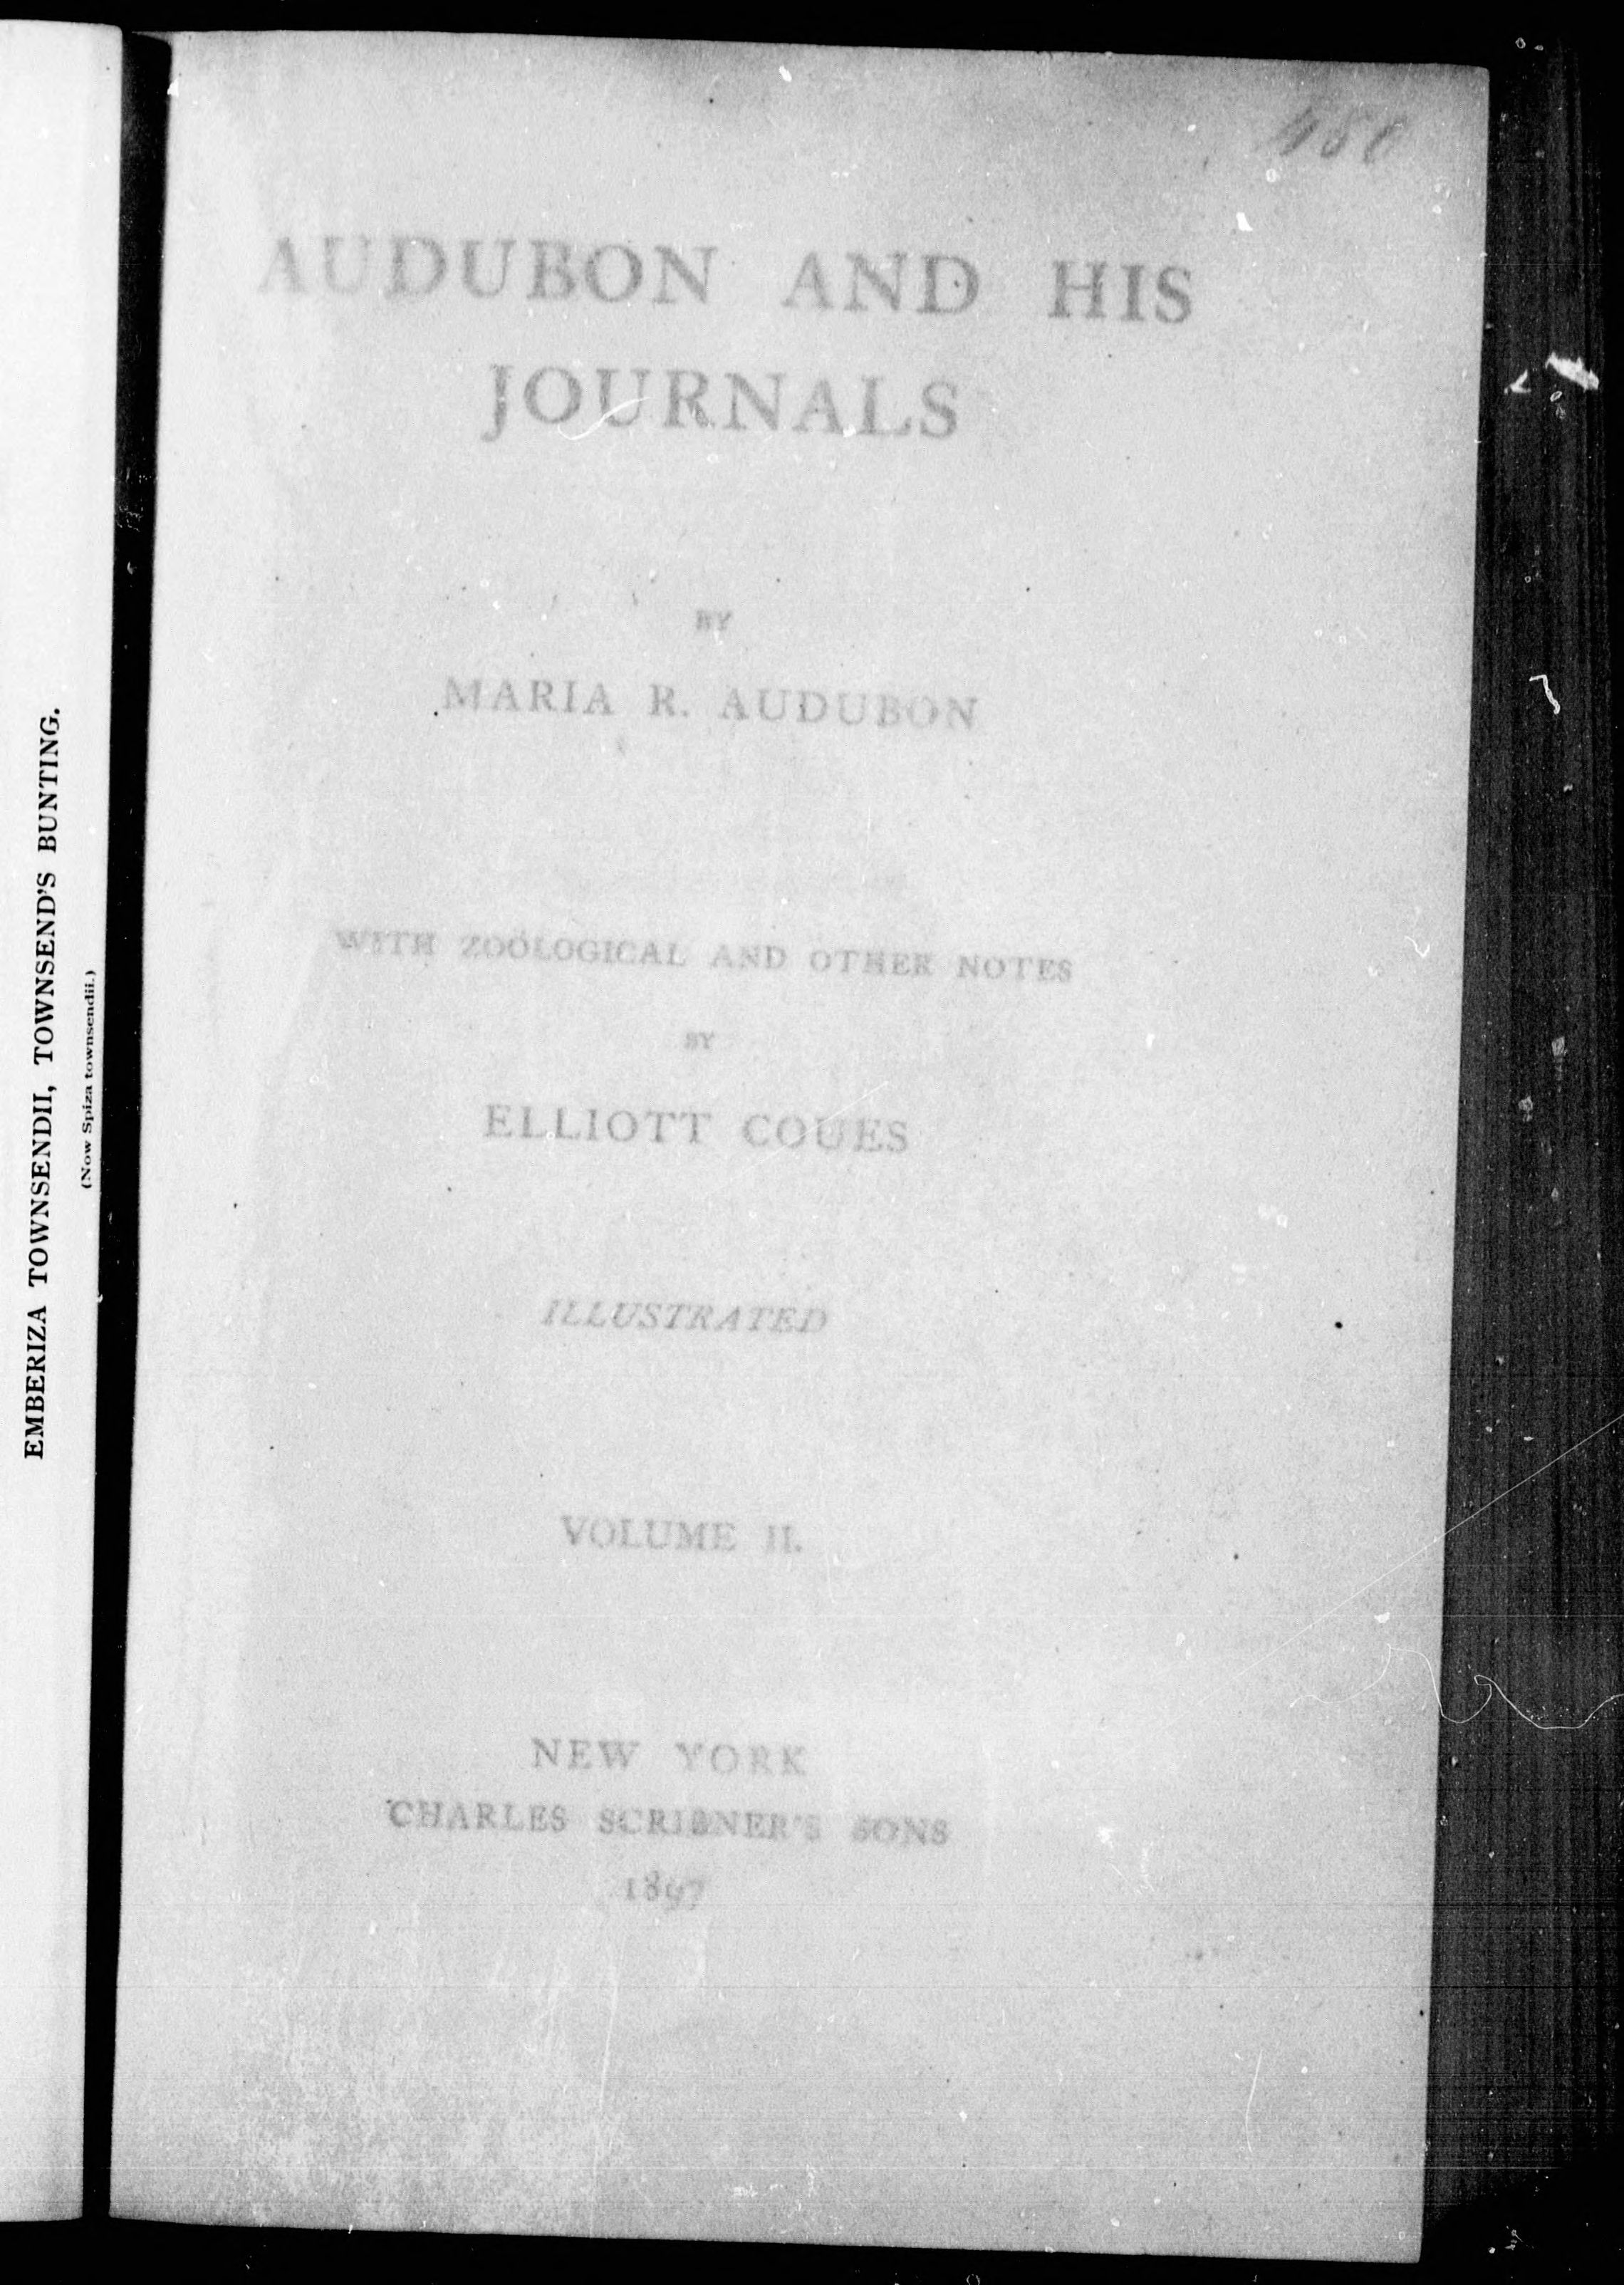 EMBERIZA TOWNSENDII, TOWNSEND'S BUNTING.
(Now Spiza townsendii.)
AUDUBON AND HIS
JOURNALS
BY
MARIA R. AUDUBON
WITH ZOÖLOGICAL AND OTHER NOTES
BY
ELLIOTT COUES
ILLUSTRATED
VOLUME II.
NEW YORK
CHARLES SCRIBNER'S SONS
1897